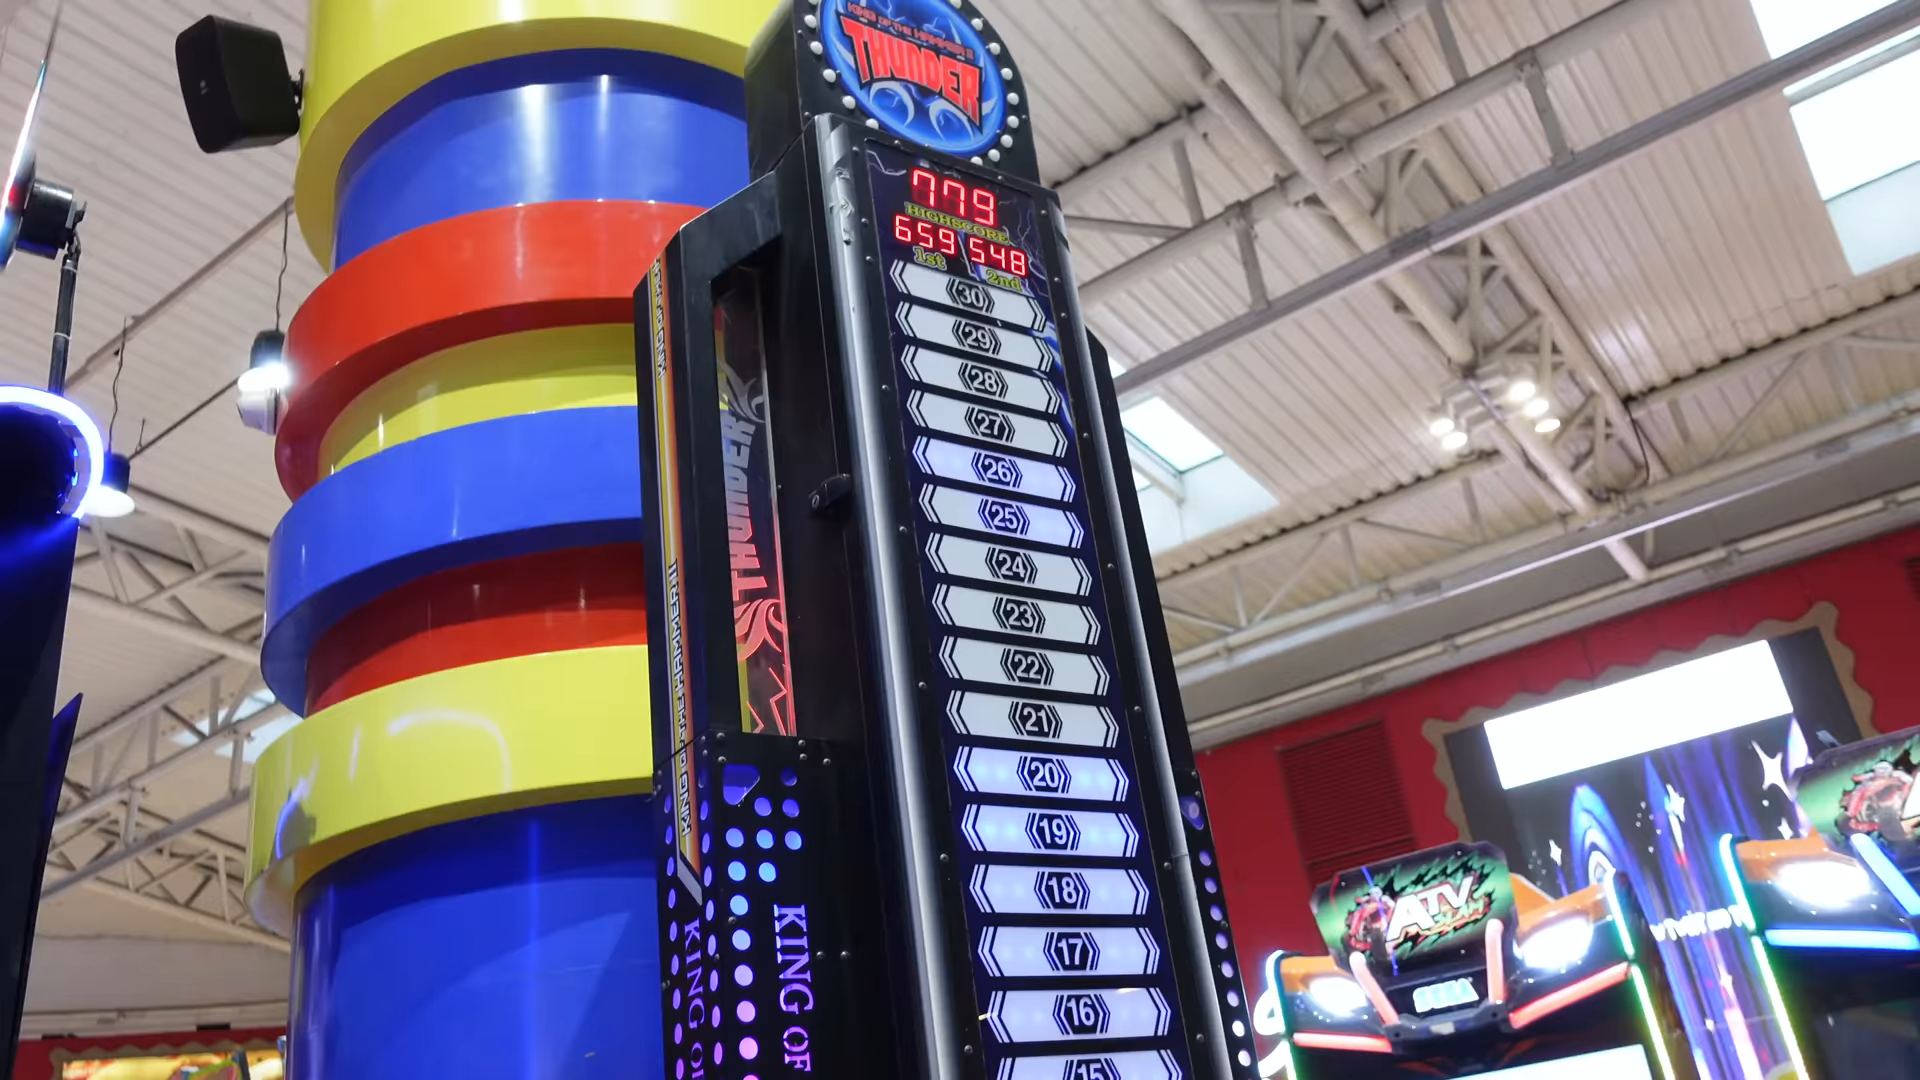 KING OF THE HAMMER II
THUNDER
779
HIGHSCORE
659 548
1st 2nd
30
29
28
27
26
25
24
23
22
21
20
19
18
17
16
15
THUNDER
KING OF THE HAMMER II
KING OF
KING OF
ATV
SLAM
SEGA